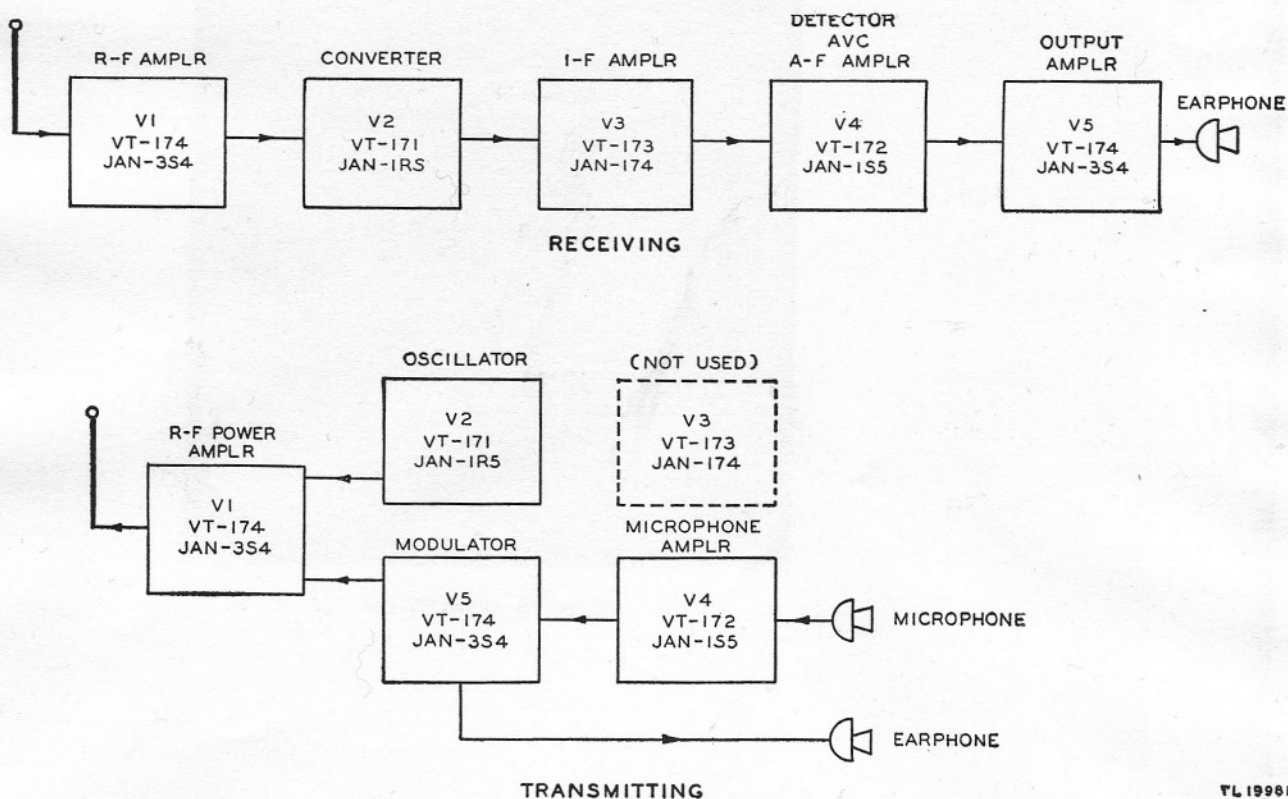 R-F AMPLR
V1
VT-174
JAN-3S4
CONVERTER
V2
VT-171
JAN-1RS
I-F AMPLR
V3
VT-173
JAN-174
DETECTOR
AVC
A-F AMPLR
V4
VT-172
JAN-1S5
OUTPUT
AMPLR
V5
VT-174
JAN-3S4
EARPHONE
RECEIVING
R-F POWER
AMPLR
V1
VT-174
JAN-3S4
OSCILLATOR
V2
VT-171
JAN-1R5
(NOT USED)
V3
VT-173
JAN-174
MODULATOR
V5
VT-174
JAN-3S4
MICROPHONE
AMPLR
V4
VT-172
JAN-1S5
MICROPHONE
EARPHONE
TRANSMITTING